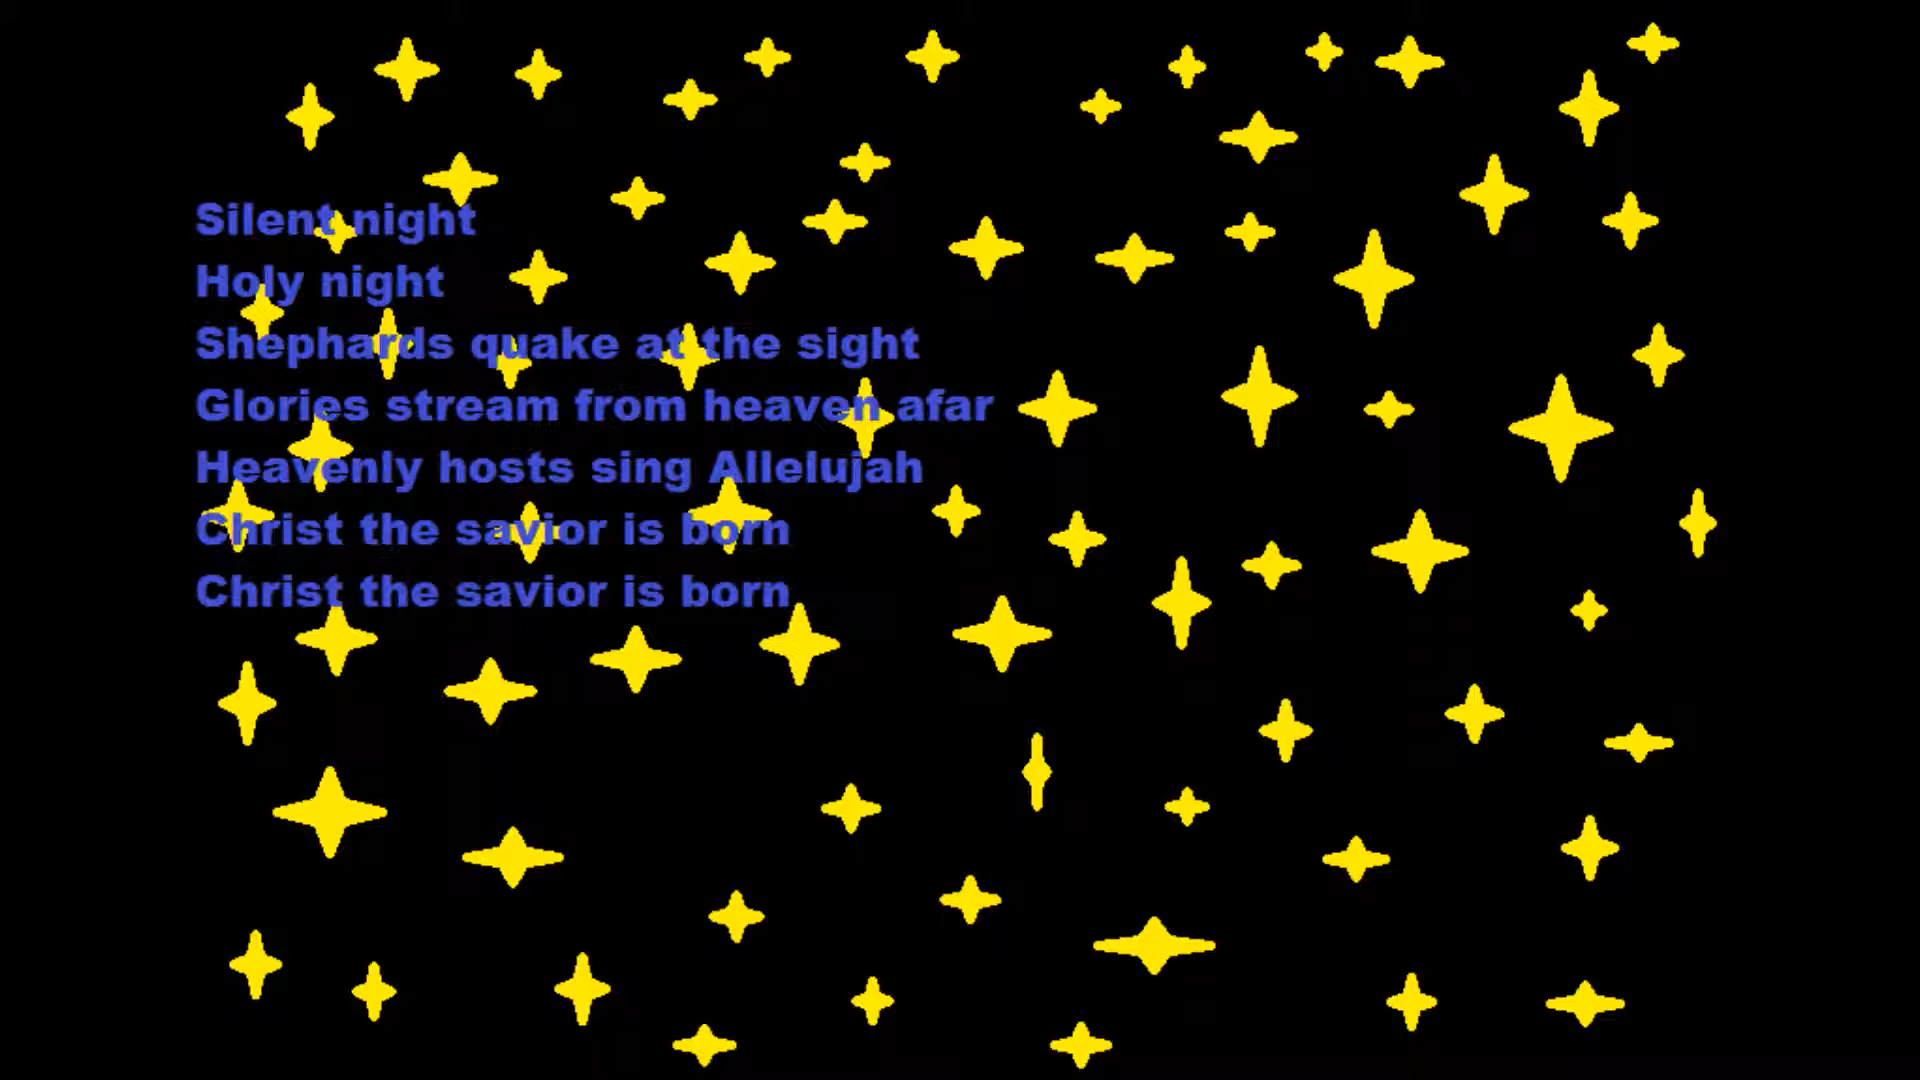 Silent night
Holy night
Shephards quake at the sight
Glories stream from heaven afar
Heavenly hosts sing Allelujah
Christ the savior is born
Christ the savior is born